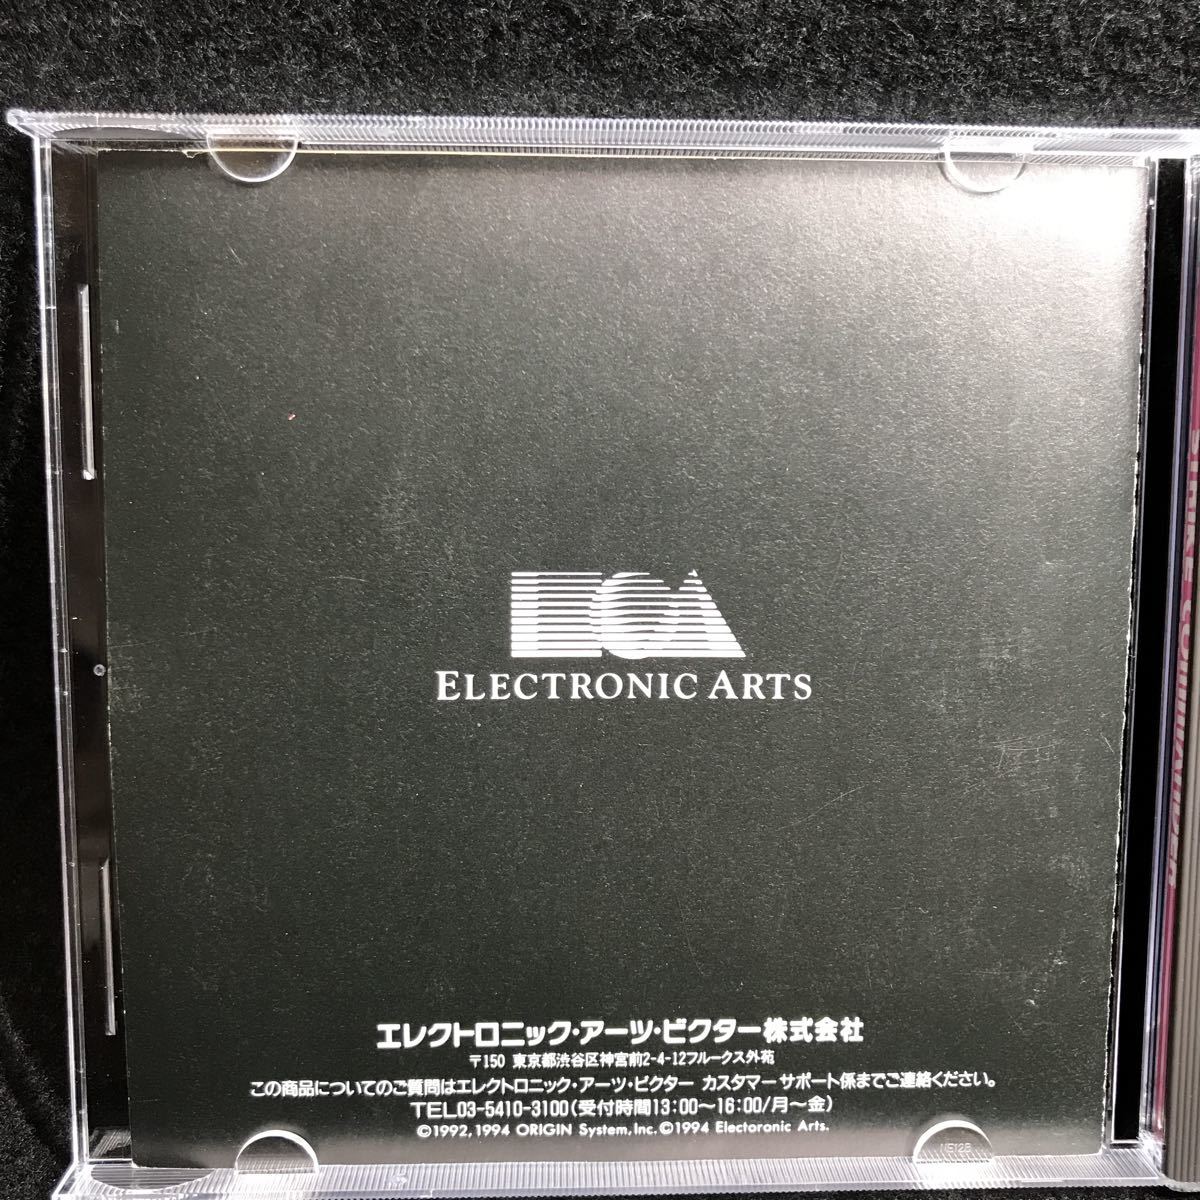 EA
ELECTRONIC ARTS
エレクトロニック・アーツ・ビクター株式会社
〒150 東京都渋谷区神宮前2-4-12フルークス外苑
この商品についてのご質問はエレクトロニック・アーツ・ビクター カスタマーサポート係までご連絡ください。
TEL03-5410-3100(受付時間13:00〜16:00/月〜金)
©1992,1994 ORIGIN System,Inc.©1994 Electoronic Arts.
STRIKE COMMANDER